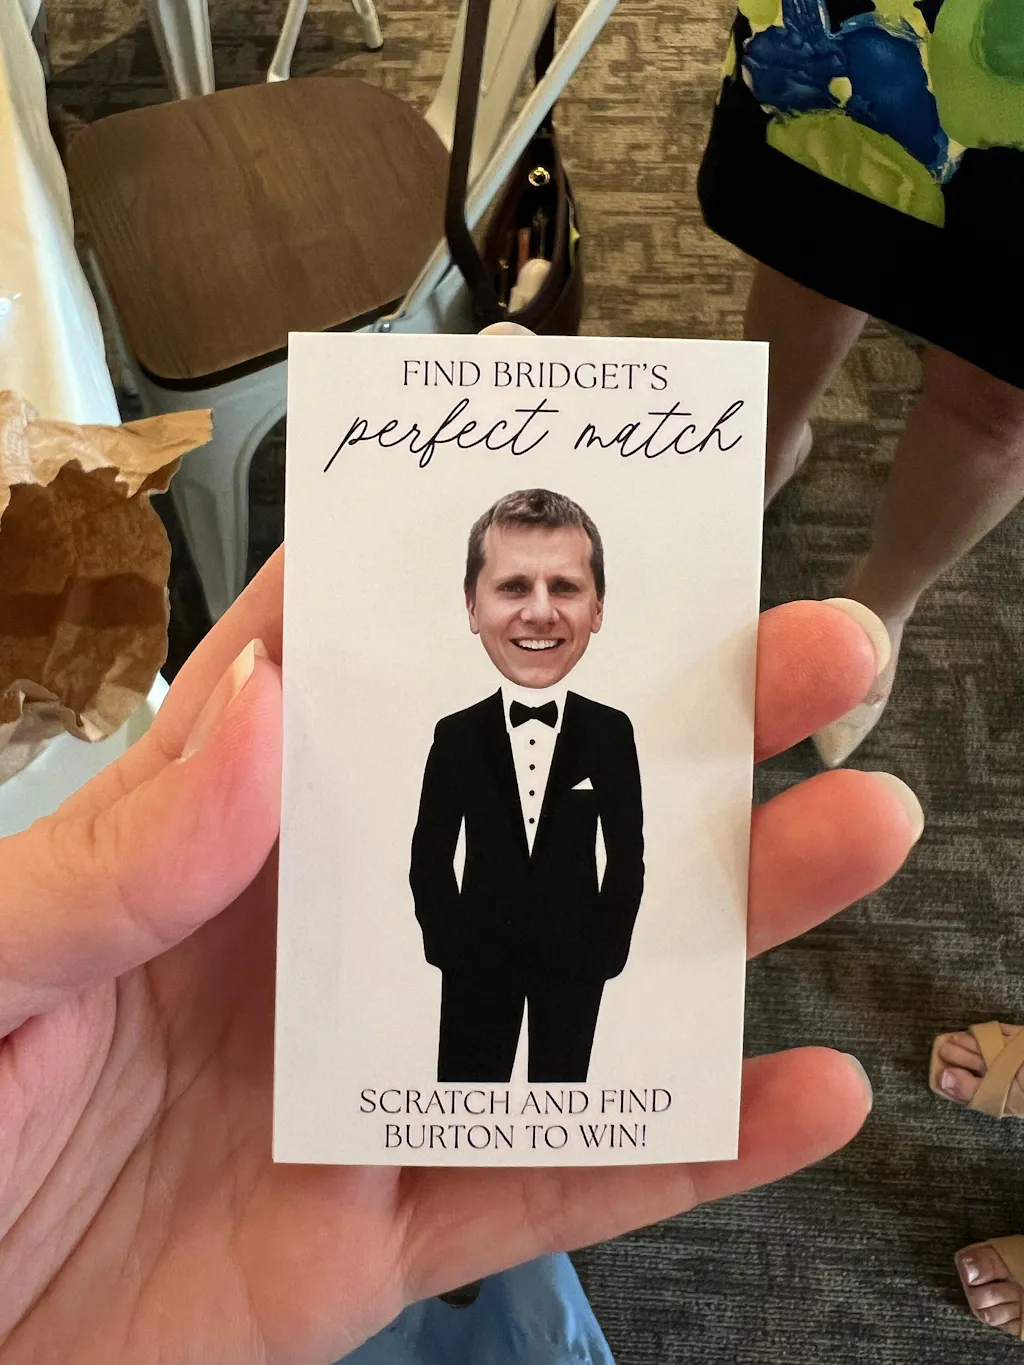 FIND BRIDGET'S
perfect match
SCRATCH AND FIND
BURTON TO WIN!